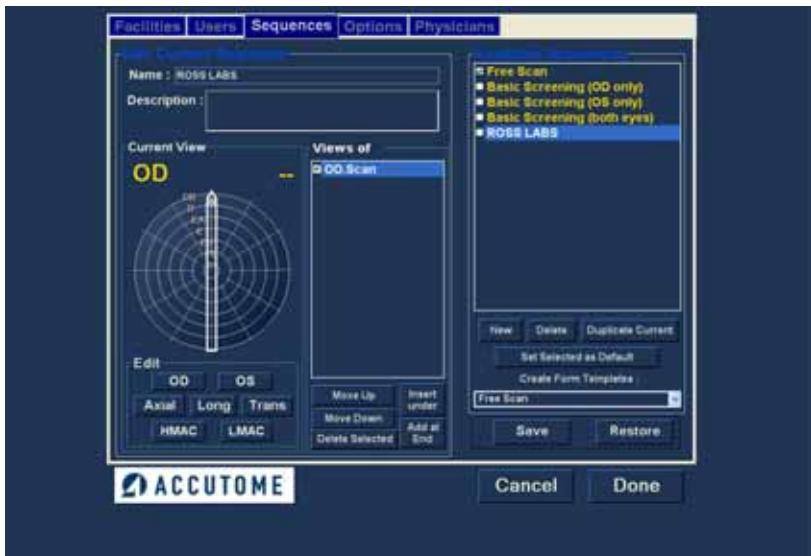 Facilities Users Sequences Options Physicians
Name : ROSS LABS
Description :
Current View
OD --
Views of
OD.Scan
Edit
OD OS
Axial Long Trans
HMAC LMAC
Move Up
Insert under
Move Down
Add at End
Delete Selected
Free Scan
Basic Screening (OD only)
Basic Screening (OS only)
Basic Screening (both eyes)
ROSS LABS
New Delete Duplicate Current
Set Selected as Default
Create Form Templates
Free Scan
Save Restore
ACCUTOME
Cancel Done